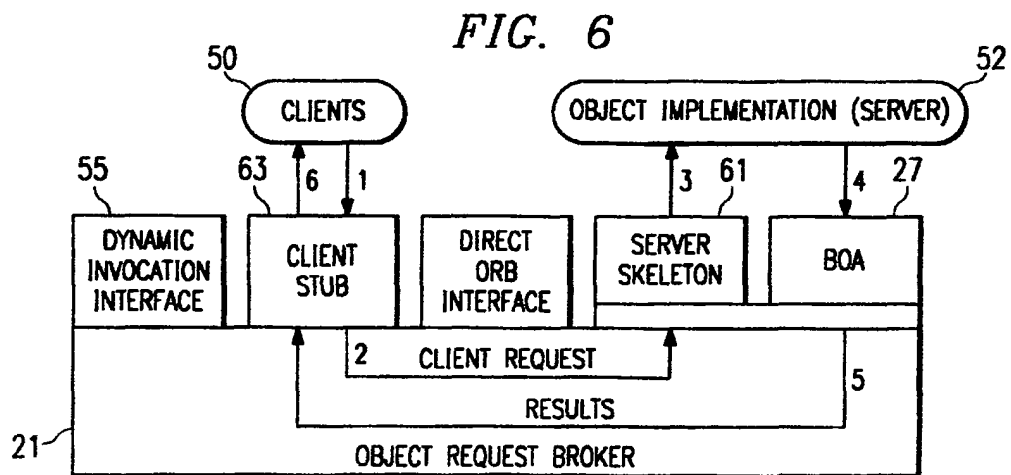 FIG. 6
50
52
CLIENTS
OBJECT IMPLEMENTATION (SERVER)
55
63
6
1
3
61
4
27
DYNAMIC
INVOCATION
INTERFACE
CLIENT
STUB
DIRECT
ORB
INTERFACE
SERVER
SKELETON
BOA
2
CLIENT REQUEST
5
RESULTS
21
OBJECT REQUEST BROKER